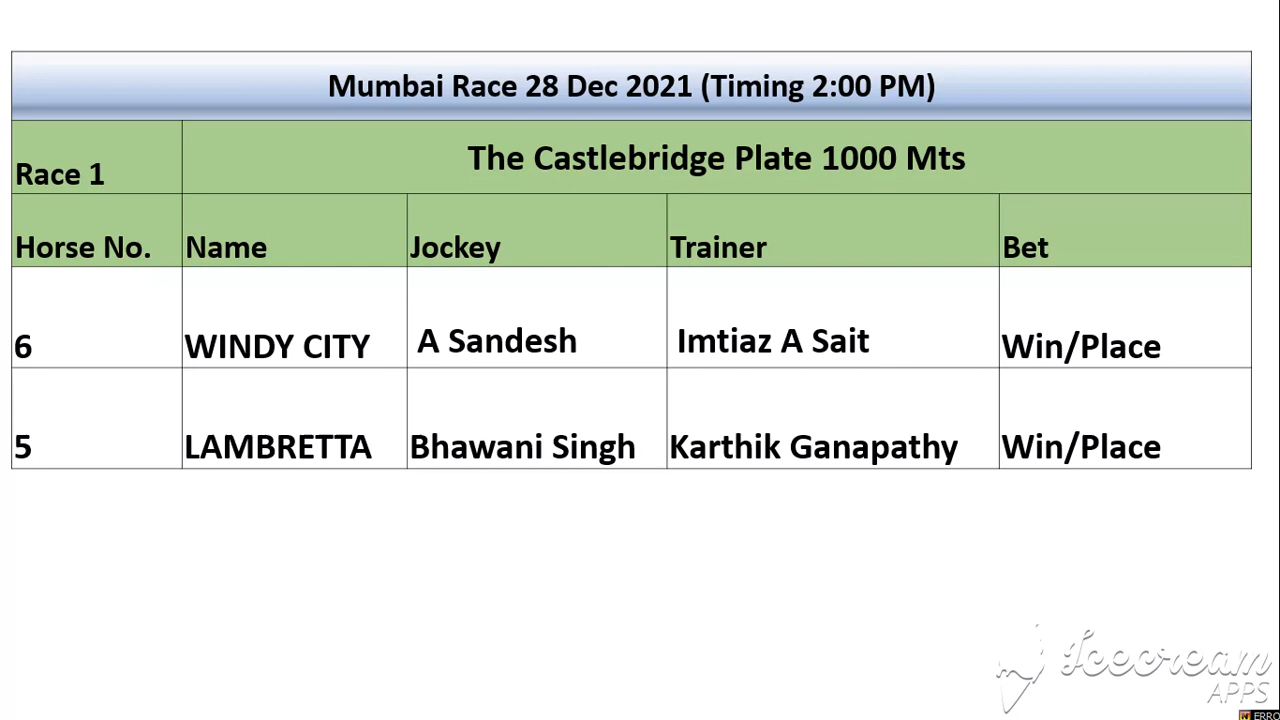 Mumbai Race 28 Dec 2021 (Timing 2:00 PM)
Race 1 The Castlebridge Plate 1000 Mts
Horse No. Name Jockey Trainer Bet
6 WINDY CITY A Sandesh Imtiaz A Sait Win/Place
5 LAMBRETTA Bhawani Singh Karthik Ganapathy Win/Place
Icecream
APPS
ERRO